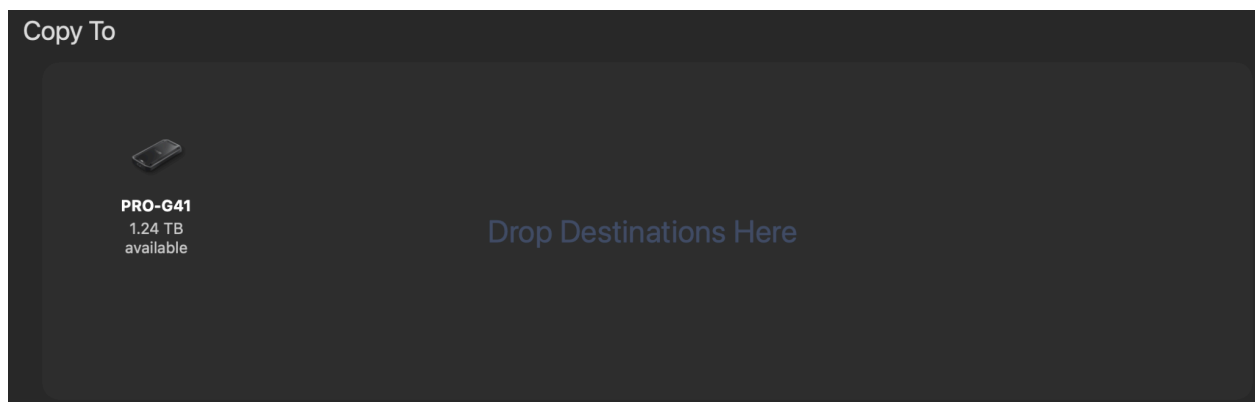 Copy To
PRO-G41
1.24 TB
available
Drop Destinations Here